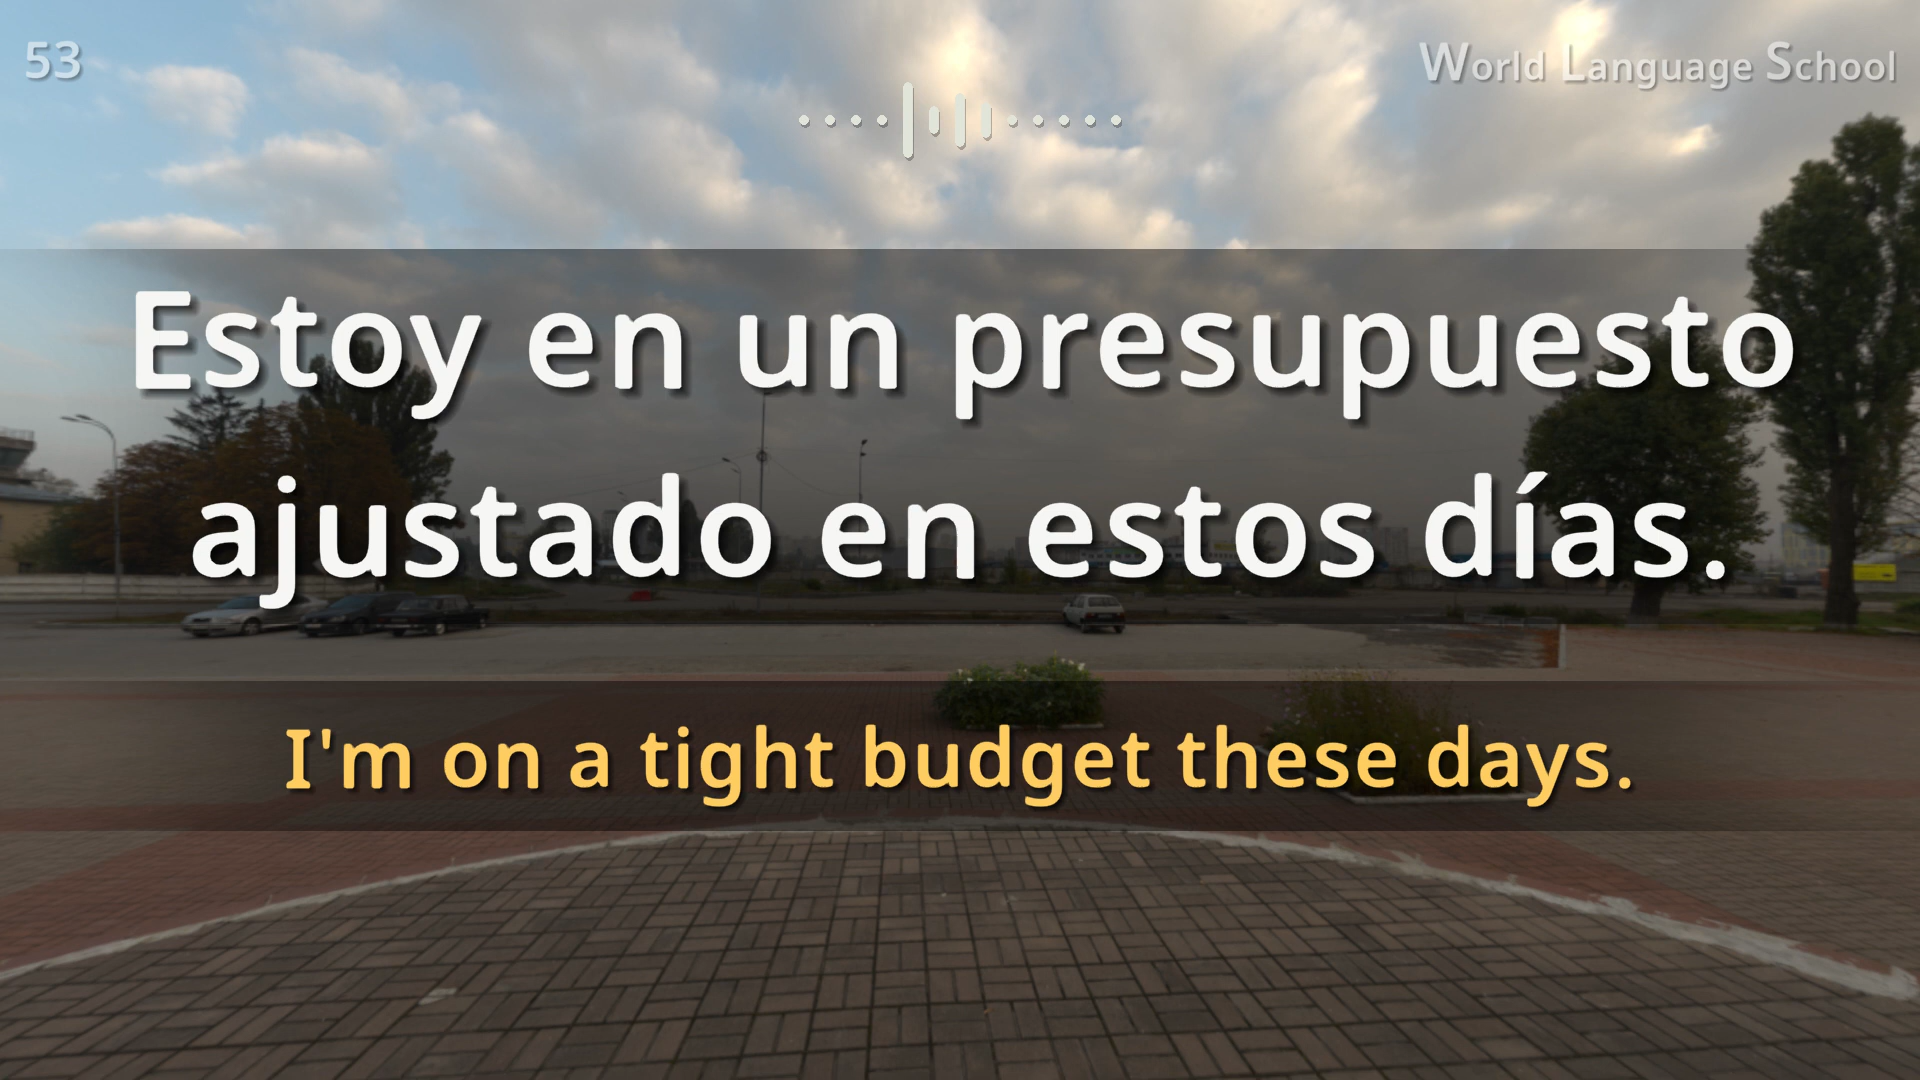 53
World Language School
Estoy en un presupuesto
ajustado en estos días.
I'm on a tight budget these days.